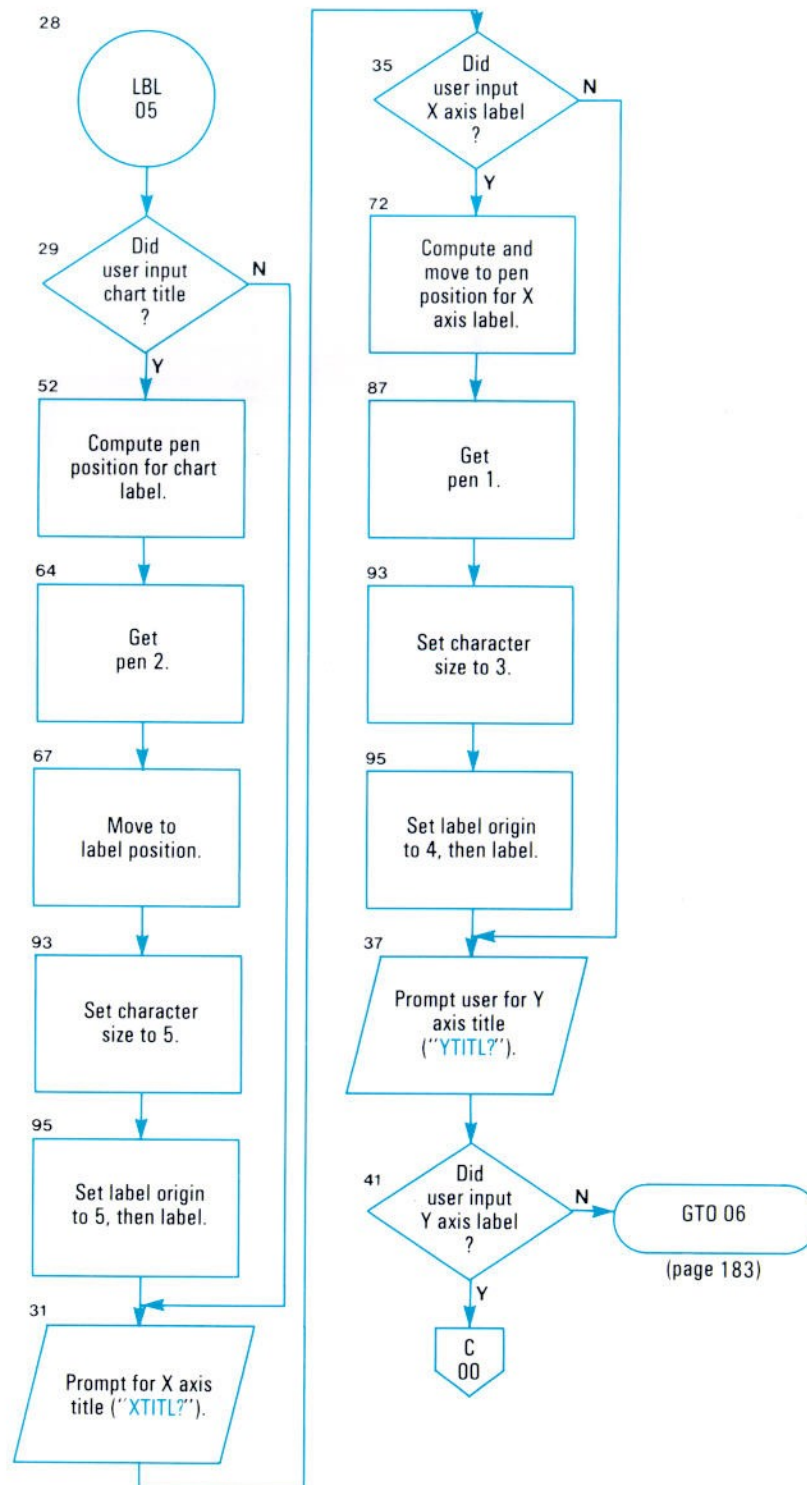 28
LBL
05
29
Did
user input
chart title
?
N
Y
52
Compute pen
position for chart
label.
64
Get
pen 2.
67
Move to
label position.
93
Set character
size to 5.
95
Set label origin
to 5, then label.
31
Prompt for X axis
title (''XTITL?'').
35
Did
user input
X axis label
?
N
Y
72
Compute and
move to pen
position for X
axis label.
87
Get
pen 1.
93
Set character
size to 3.
95
Set label origin
to 4, then label.
37
Prompt user for Y
axis title
(''YTITL?'').
41
Did
user input
Y axis label
?
N
GTO 06
(page 183)
Y
C
00